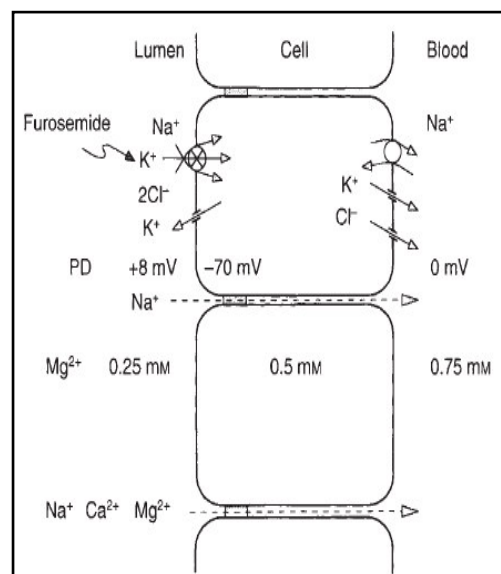 Lumen Cell Blood
Furosemide
Na⁺ Na⁺
K⁺
2Cl⁻ K⁺
K⁺ Cl⁻
PD +8 mV −70 mV 0 mV
Na⁺
Mg²⁺ 0.25 mM 0.5 mM 0.75 mM
Na⁺ Ca²⁺ Mg²⁺